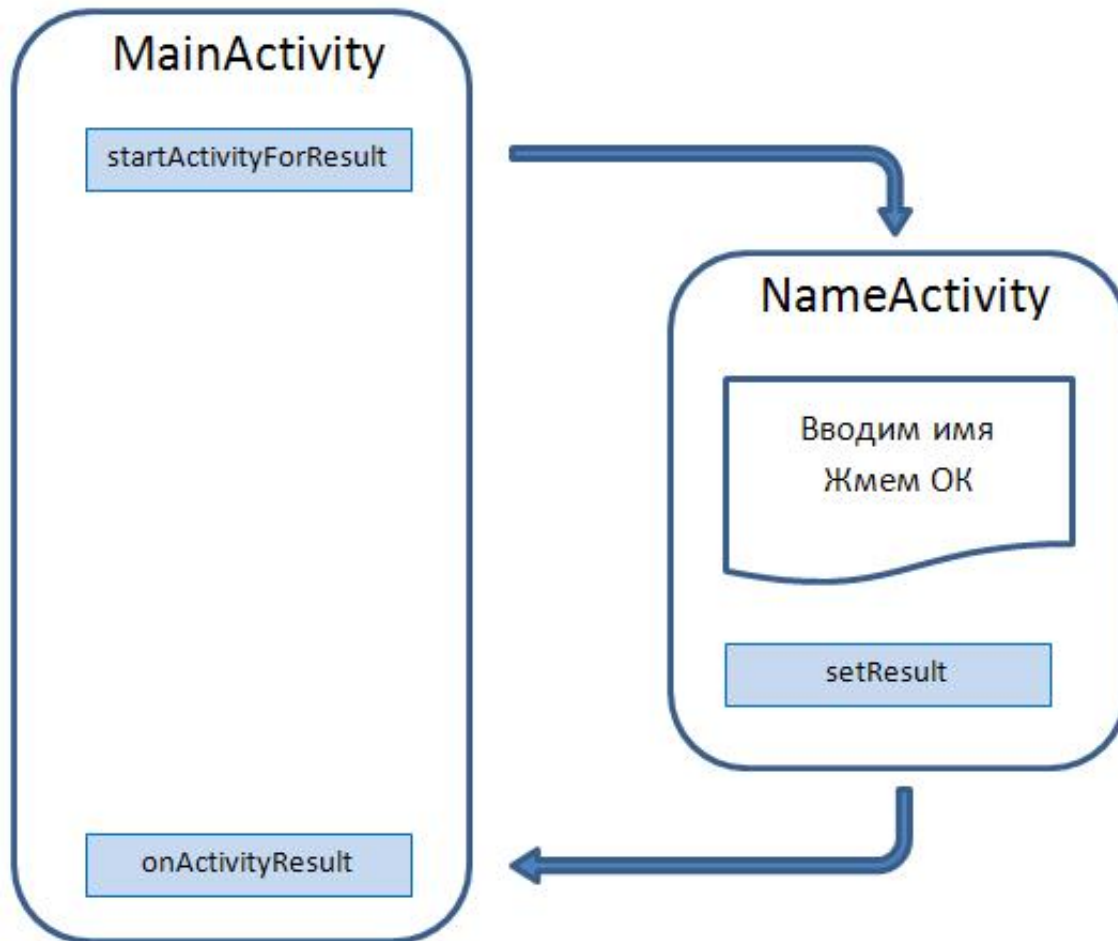 MainActivity
startActivityForResult
NameActivity
Вводим имя
Жмем ОК
setResult
onActivityResult